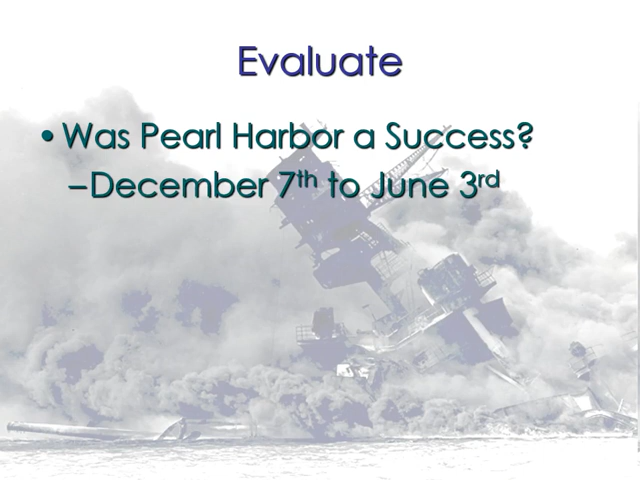 Evaluate
• Was Pearl Harbor a Success?
– December 7th to June 3rd